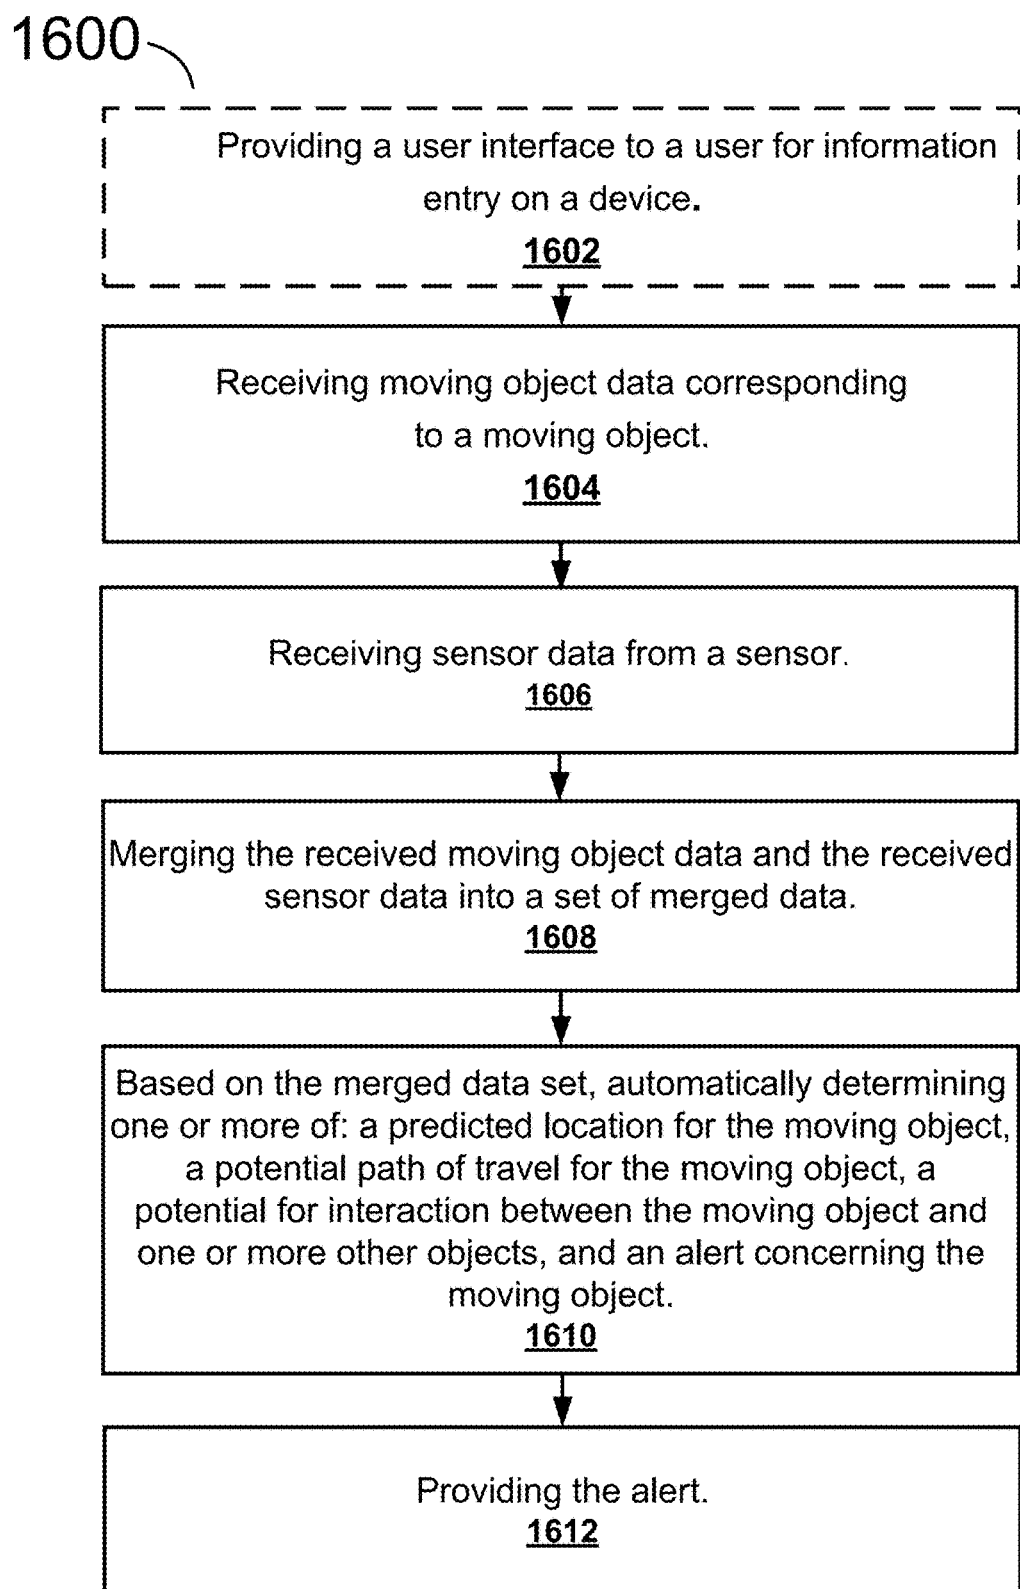 1600
Providing a user interface to a user for information
entry on a device.
1602
Receiving moving object data corresponding
to a moving object.
1604
Receiving sensor data from a sensor.
1606
Merging the received moving object data and the received
sensor data into a set of merged data.
1608
Based on the merged data set, automatically determining
one or more of: a predicted location for the moving object,
a potential path of travel for the moving object, a
potential for interaction between the moving object and
one or more other objects, and an alert concerning the
moving object.
1610
Providing the alert.
1612